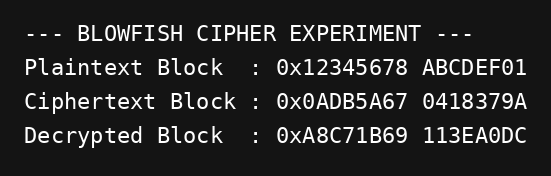 --- BLOWFISH CIPHER EXPERIMENT ---
Plaintext Block  : 0x12345678 ABCDEF01
Ciphertext Block : 0x0ADB5A67 0418379A
Decrypted Block  : 0xA8C71B69 113EA0DC